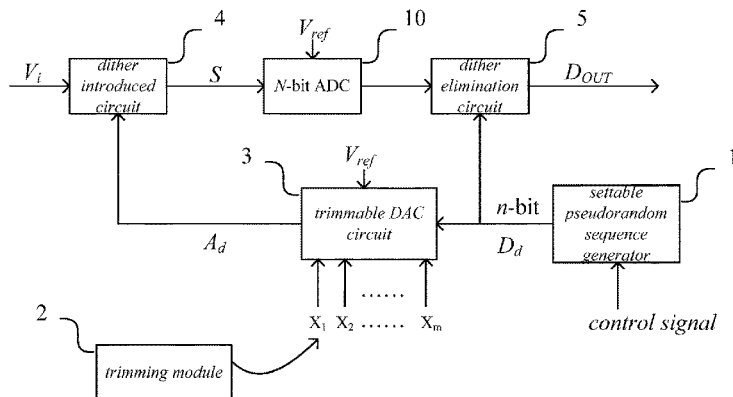 4
10
5
V_ref
V_i
dither
introduced
circuit
S
N-bit ADC
dither
elimination
circuit
D_OUT
3
V_ref
1
trimmable DAC
circuit
n-bit
D_d
settable
pseudorandom
sequence
generator
A_d
X_1 X_2 ...... X_m
......
control signal
2
trimming module